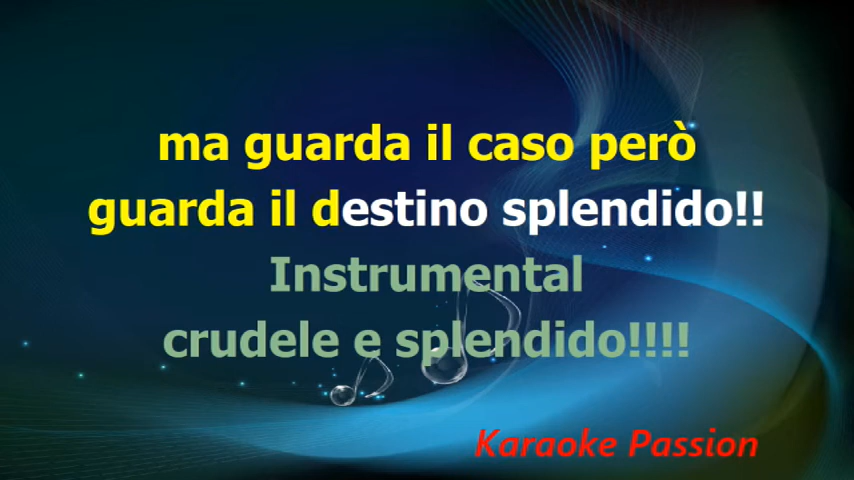 ma guarda il caso però
guarda il destino splendido!!
Instrumental
crudele e splendido!!!!
Karaoke Passion